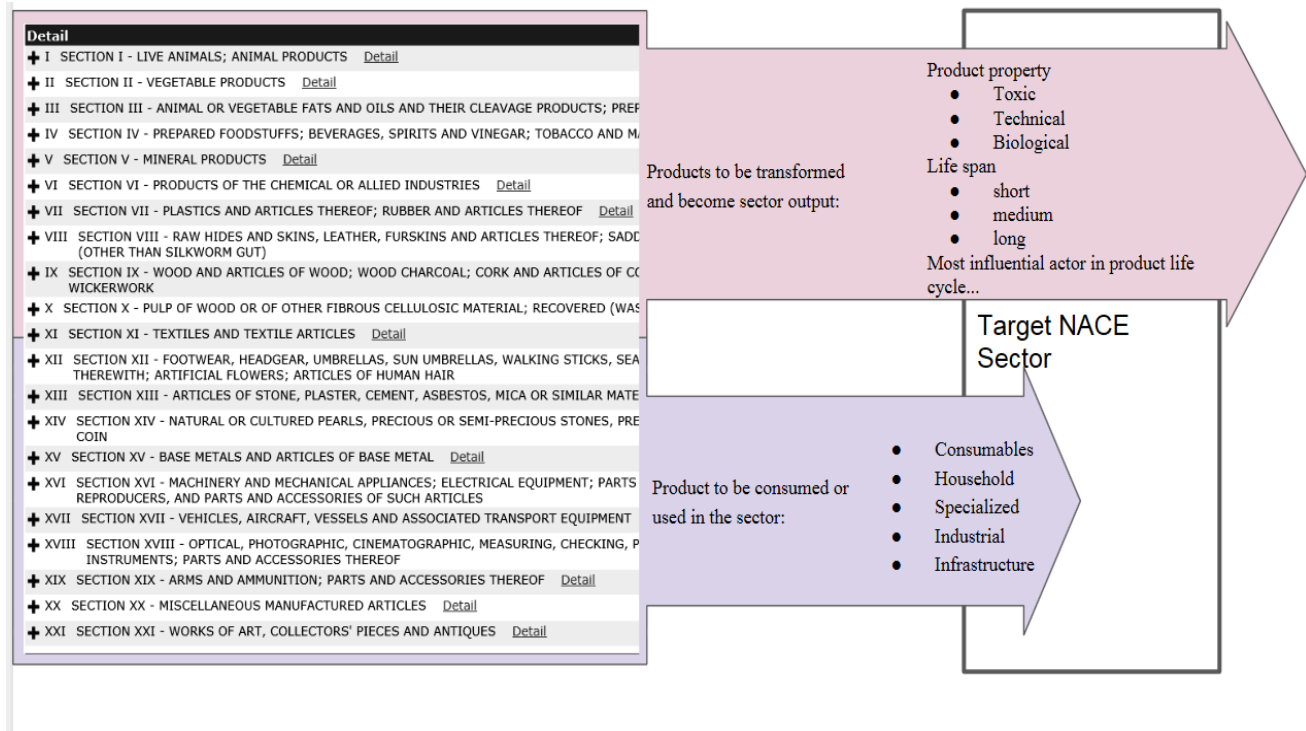 Detail
I SECTION I - LIVE ANIMALS; ANIMAL PRODUCTS Detail
II SECTION II - VEGETABLE PRODUCTS Detail
III SECTION III - ANIMAL OR VEGETABLE FATS AND OILS AND THEIR CLEAVAGE PRODUCTS; PREF
IV SECTION IV - PREPARED FOODSTUFFS; BEVERAGES, SPIRITS AND VINEGAR; TOBACCO AND
V SECTION V - MINERAL PRODUCTS Detail
VI SECTION VI - PRODUCTS OF THE CHEMICAL OR ALLIED INDUSTRIES Detail
VII SECTION VII - PLASTICS AND ARTICLES THEREOF; RUBBER AND ARTICLES THEREOF Detail
VIII SECTION VIII - RAW HIDES AND SKINS, LEATHER, FURSKINS AND ARTICLES THEREOF; SADD
(OTHER THAN SILKWORM GUT)
IX SECTION IX - WOOD AND ARTICLES OF WOOD; WOOD CHARCOAL; CORK AND ARTICLES OF
WICKERWORK
X SECTION X - PULP OF WOOD OR OF OTHER FIBROUS CELLULOSIC MATERIAL; RECOVERED (WAS
XI SECTION XI - TEXTILES AND TEXTILE ARTICLES Detail
XII SECTION XII - FOOTWEAR, HEADGEAR, UMBRELLAS, SUN UMBRELLAS, WALKING STICKS, SEA
THEREWITH; ARTIFICIAL FLOWERS; ARTICLES OF HUMAN HAIR
XIII SECTION XIII - ARTICLES OF STONE, PLASTER, CEMENT, ASBESTOS, MICA OR SIMILAR MATE
XIV SECTION XIV - NATURAL OR CULTURED PEARLS, PRECIOUS OR SEMI-PRECIOUS STONES, PRE
COIN
XV SECTION XV - BASE METALS AND ARTICLES OF BASE METAL Detail
XVI SECTION XVI - MACHINERY AND MECHANICAL APPLIANCES; ELECTRICAL EQUIPMENT; PARTS
REPRODUCERS, AND PARTS AND ACCESSORIES OF SUCH ARTICLES
XVII SECTION XVII - VEHICLES, AIRCRAFT, VESSELS AND ASSOCIATED TRANSPORT EQUIPMENT
XVIII SECTION XVIII - OPTICAL, PHOTOGRAPHIC, CINEMATOGRAPHIC, MEASURING, CHECKING, P
INSTRUMENTS; PARTS AND ACCESSORIES THEREOF
XIX SECTION XIX - ARMS AND AMMUNITION; PARTS AND ACCESSORIES THEREOF Detail
XX SECTION XX - MISCELLANEOUS MANUFACTURED ARTICLES Detail
XXI SECTION XXI - WORKS OF ART, COLLECTORS' PIECES AND ANTIQUES Detail
Products to be transformed
and become sector output:
Product property
● Toxic
● Technical
● Biological
Life span
● short
● medium
● long
Most influential actor in product life
cycle...
Target NACE
Sector
Product to be consumed or
used in the sector:
● Consumables
● Household
● Specialized
● Industrial
● Infrastructure